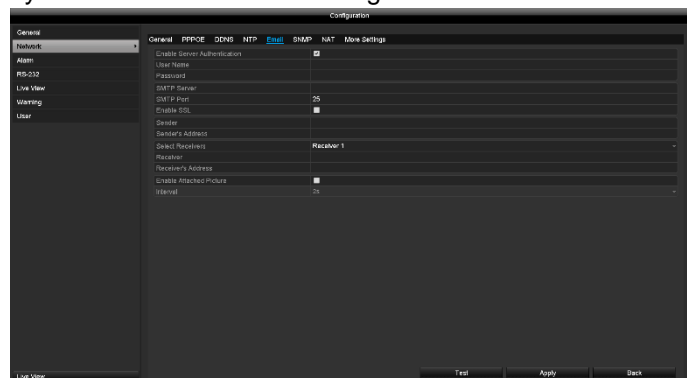 Configuration
General
Network
Alarm
RS-232
Live View
Warning
User
General PPPOE DDNS NTP Email SNMP NAT More Settings
Enable Server Authentication
User Name
Password
SMTP Server
SMTP Port 25
Enable SSL
Sender
Sender's Address
Select Receivers Receiver 1
Receiver
Receiver's Address
Enable Attached Picture
Interval 2s
Live View
Test Apply Back